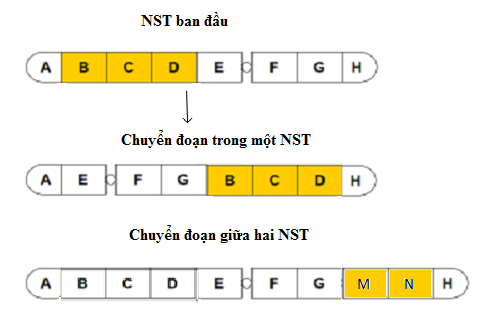 NST ban đầu
A B C D E F G H
Chuyển đoạn trong một NST
A E F G B C D H
Chuyển đoạn giữa hai NST
A B C D E F G M N H